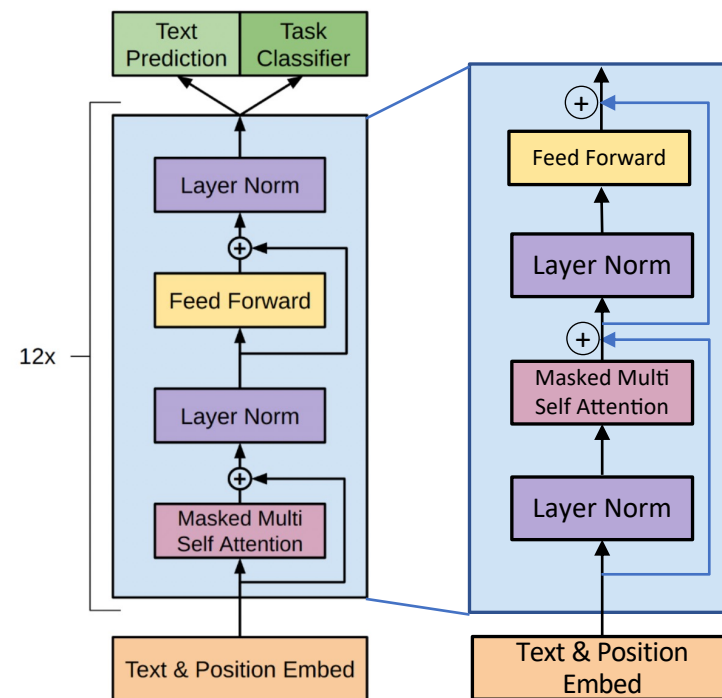 Text
Prediction
Task
Classifier
Layer Norm
+
Feed Forward
12x
Layer Norm
+
Masked Multi
Self Attention
Text & Position Embed
+
Feed Forward
Layer Norm
+
Masked Multi
Self Attention
Layer Norm
Text & Position
Embed